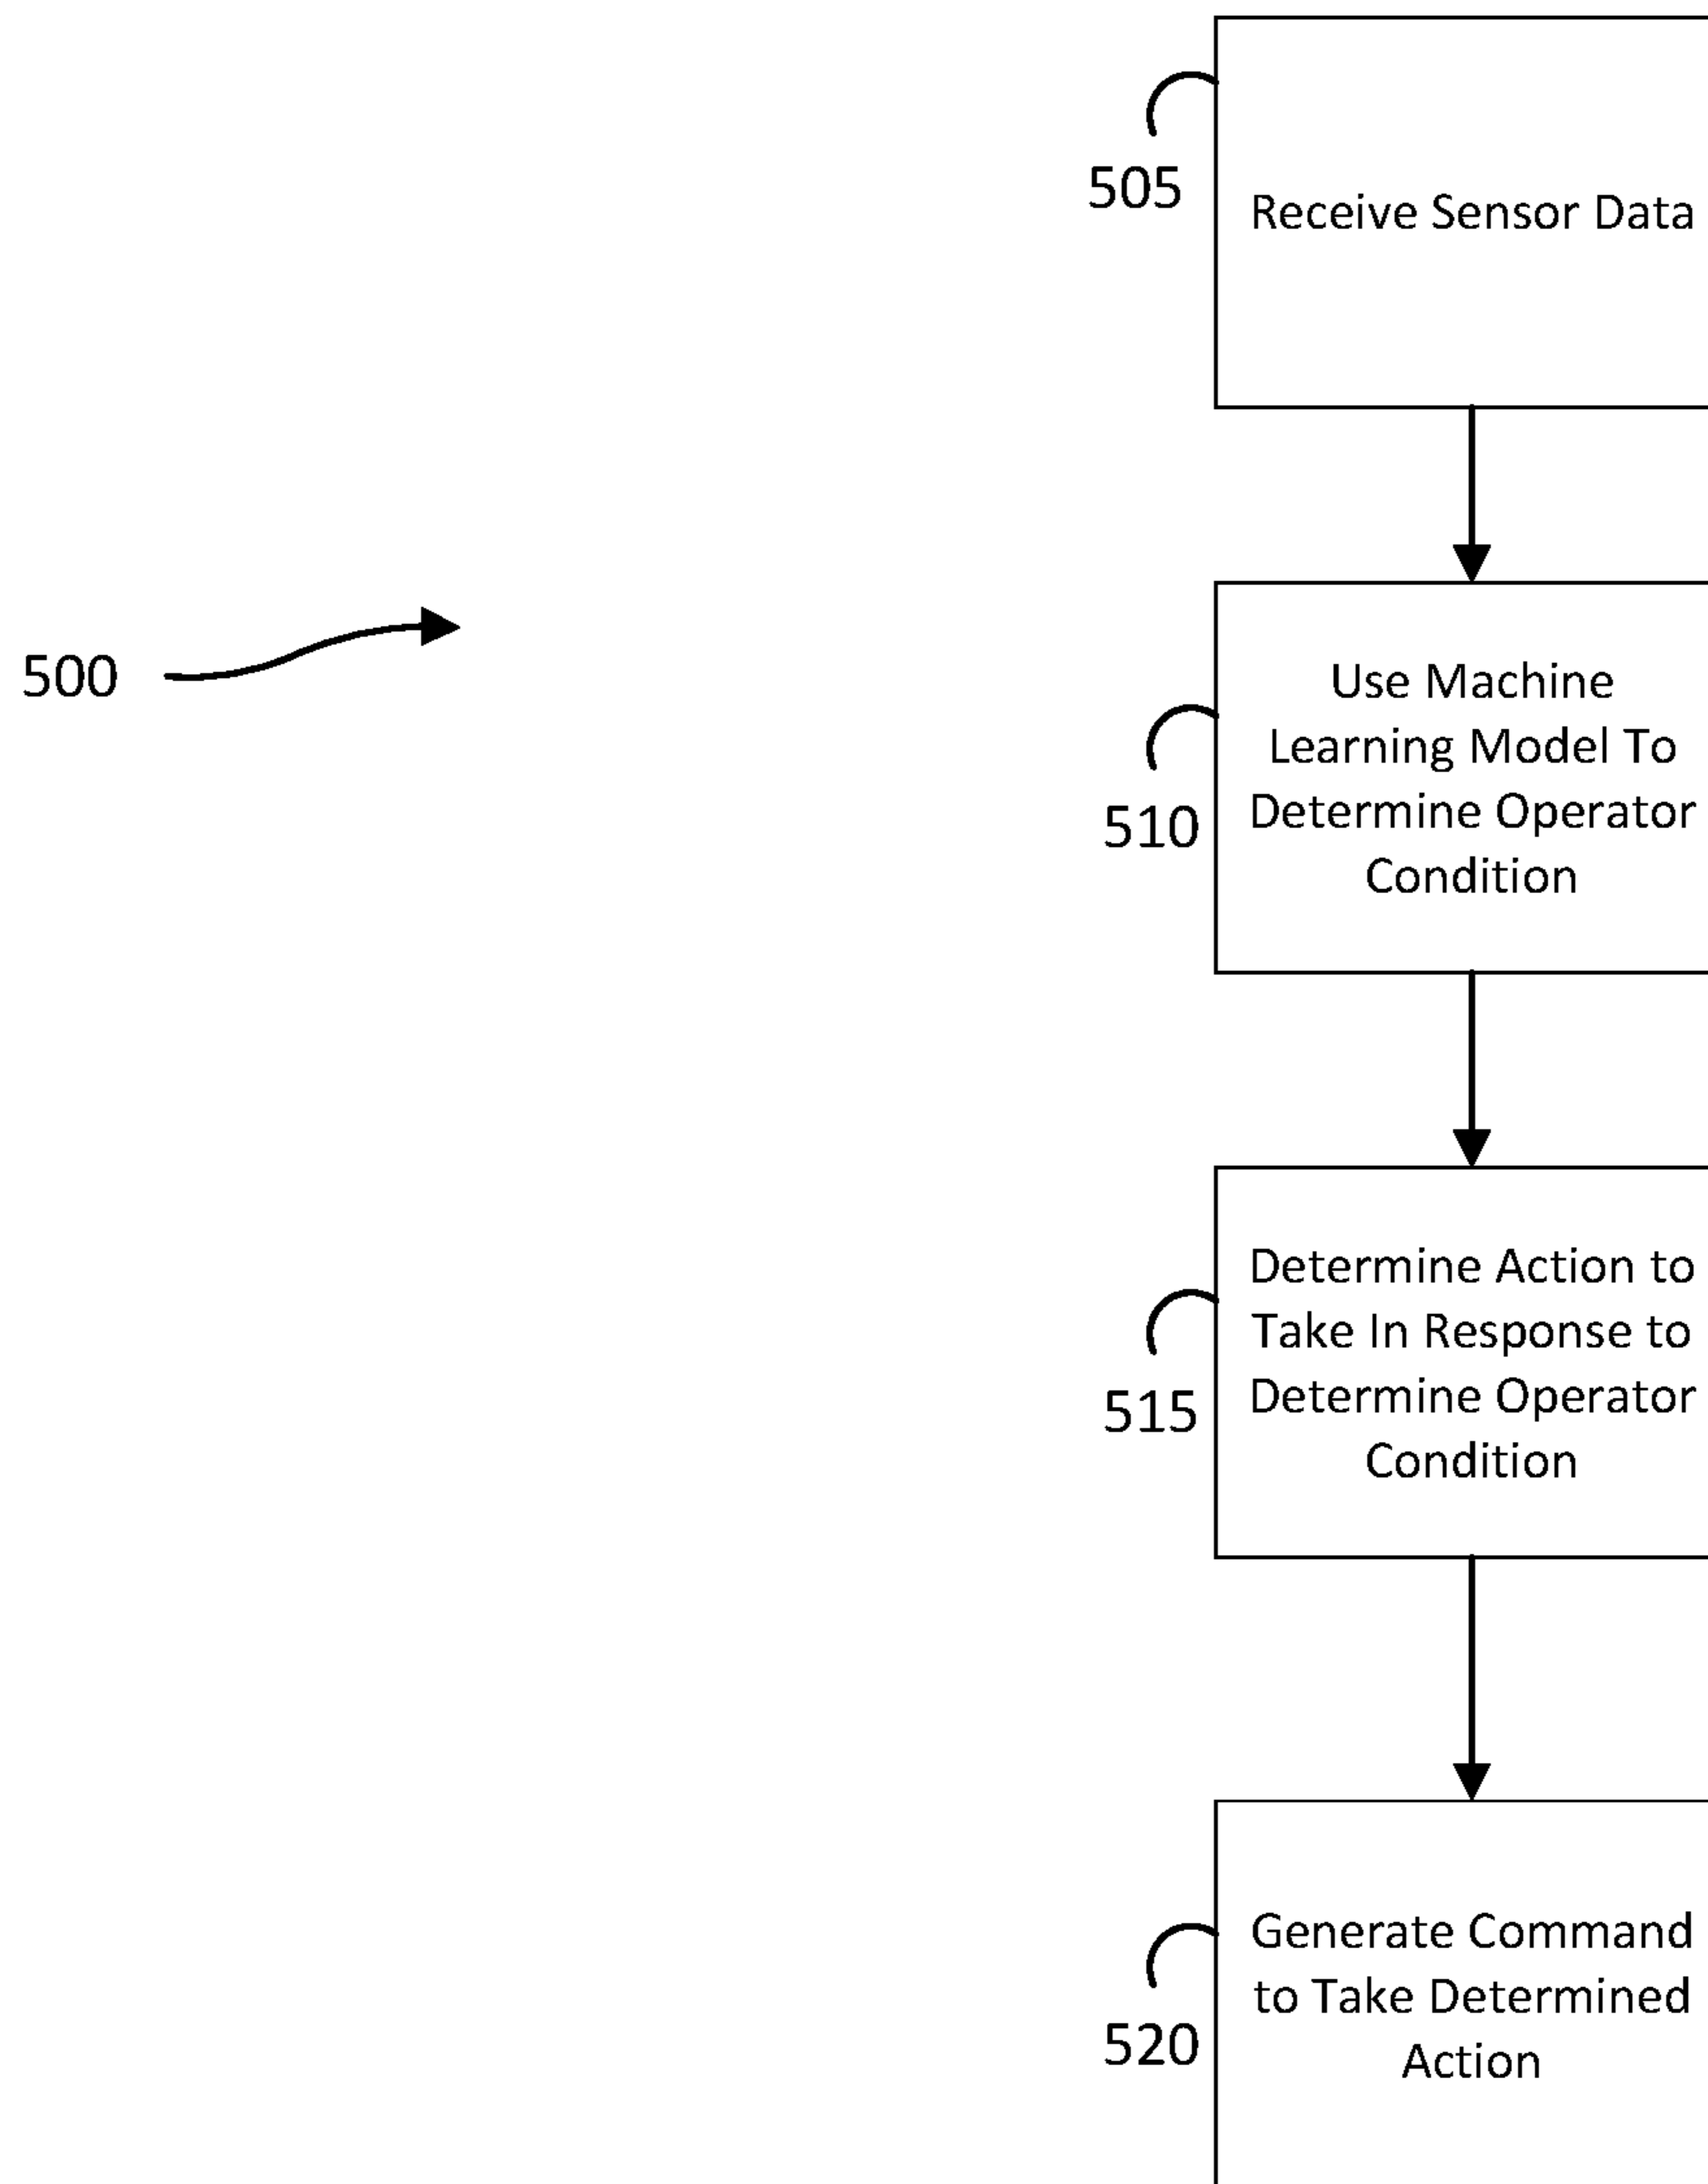 505
Receive Sensor Data
500
510
Use Machine
Learning Model To
Determine Operator
Condition
515
Determine Action to
Take In Response to
Determine Operator
Condition
520
Generate Command
to Take Determined
Action